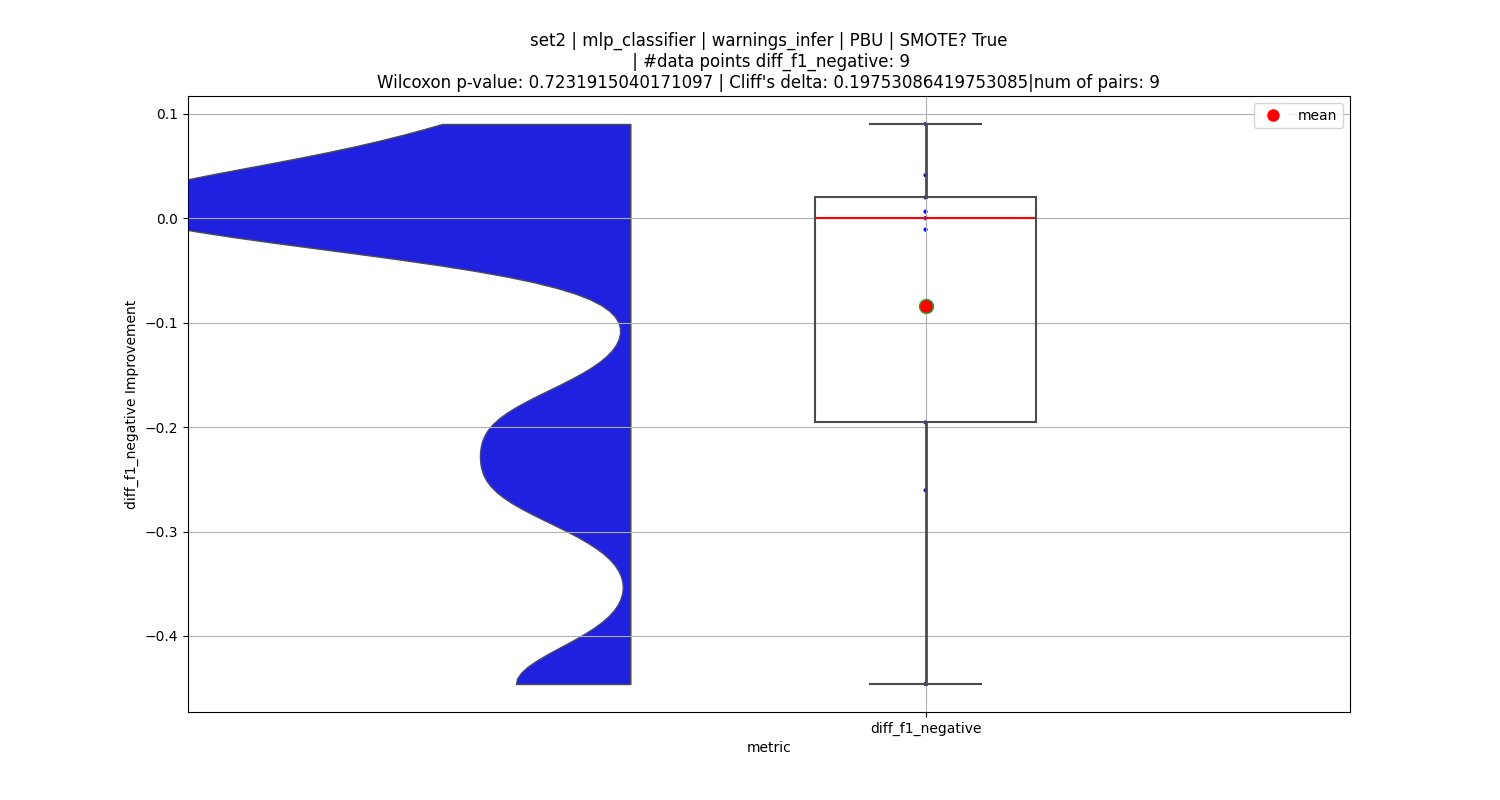 set2 | mlp_classifier | warnings_infer | PBU | SMOTE? True
| #data points diff_f1_negative: 9
Wilcoxon p-value: 0.7231915040171097 | Cliff's delta: 0.19753086419753085|num of pairs: 9
mean
0.1
0.0
−0.1
−0.2
−0.3
−0.4
diff_f1_negative Improvement
diff_f1_negative
metric